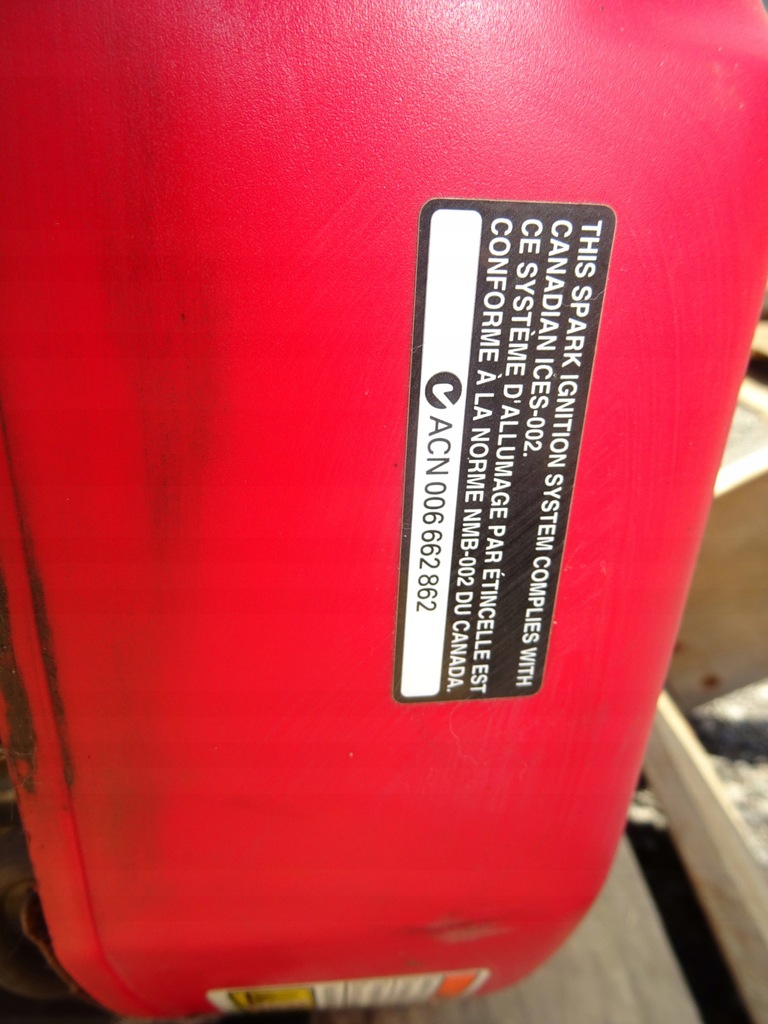 THIS SPARK IGNITION SYSTEM COMPLIES WITH
CANADIAN ICES-002.
CE SYSTÈME D'ALLUMAGE PAR ÉTINCELLE EST
CONFORME À LA NORME NMB-002 DU CANADA.
ACN 006 662 862